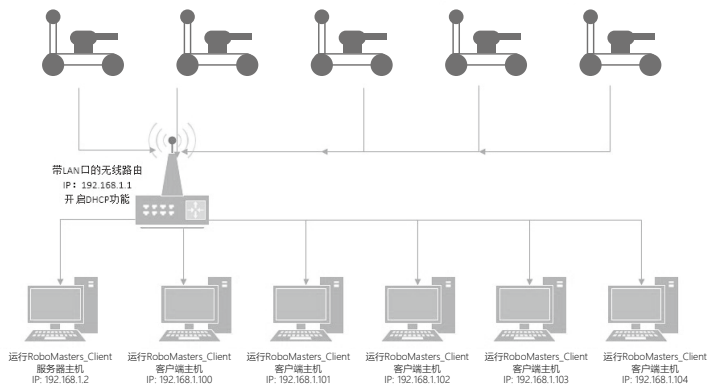 带LAN口的无线路由
IP：192.168.1.1
开启DHCP功能
运行RoboMasters_Client
服务器主机
IP: 192.168.1.2
运行RoboMasters_Client
客户端主机
IP: 192.168.1.100
运行RoboMasters_Client
客户端主机
IP: 192.168.1.101
运行RoboMasters_Client
客户端主机
IP: 192.168.1.102
运行RoboMasters_Client
客户端主机
IP: 192.168.1.103
运行RoboMasters_Client
客户端主机
IP: 192.168.1.104